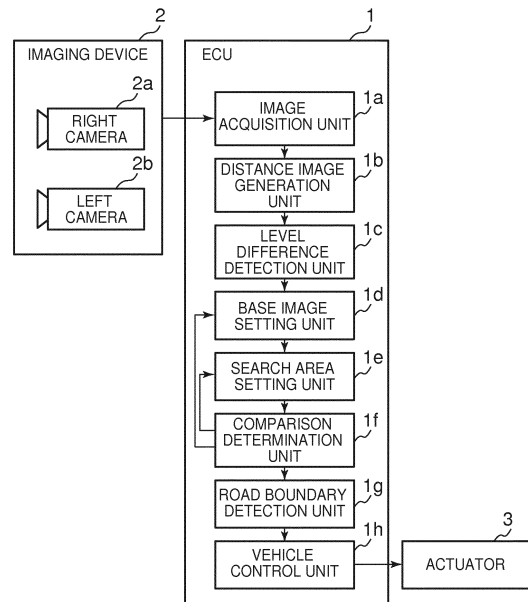 2
IMAGING DEVICE
2a
RIGHT
CAMERA
2b
LEFT
CAMERA
1
ECU
1a
IMAGE
ACQUISITION UNIT
1b
DISTANCE IMAGE
GENERATION
UNIT
1c
LEVEL
DIFFERENCE
DETECTION UNIT
1d
BASE IMAGE
SETTING UNIT
1e
SEARCH AREA
SETTING UNIT
1f
COMPARISON
DETERMINATION
UNIT
1g
ROAD BOUNDARY
DETECTION UNIT
1h
VEHICLE
CONTROL UNIT
3
ACTUATOR